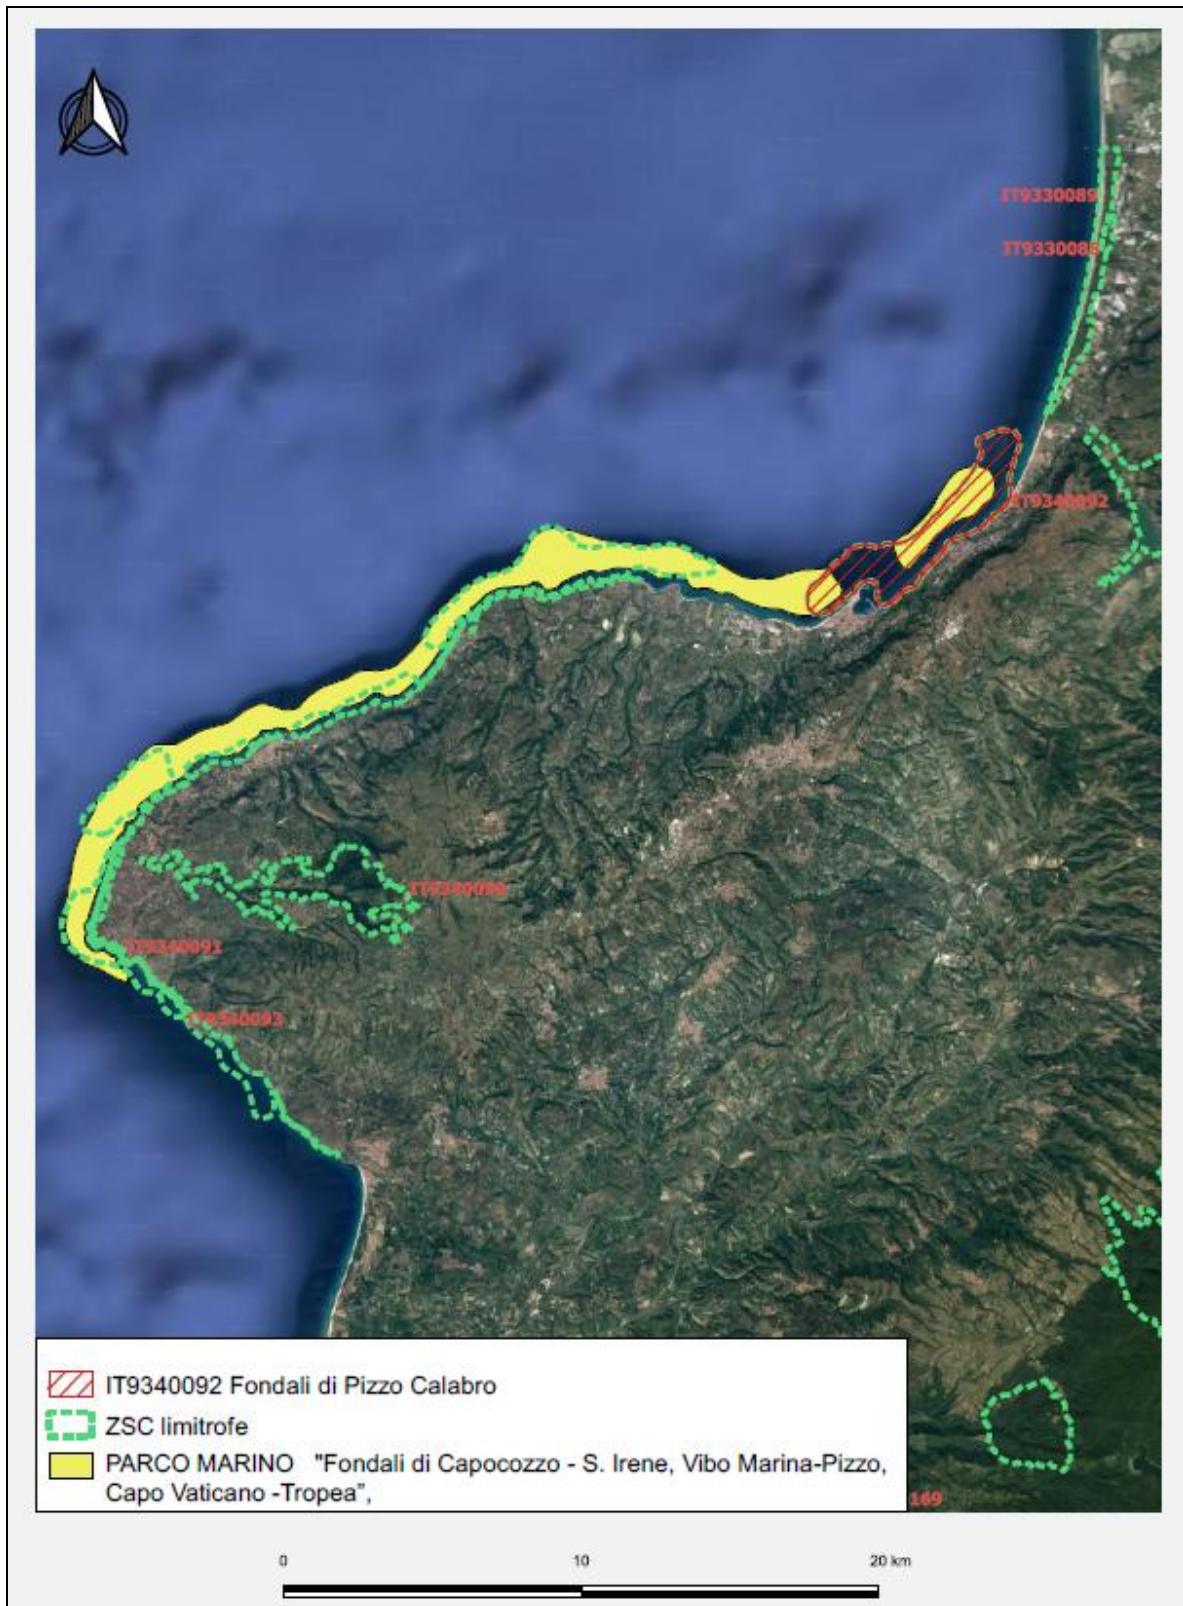 IT9330089
IT9330088
IT9340092
IT9340090
IT9340091
IT9340093
IT9340092 Fondali di Pizzo Calabro
ZSC limitrofe
PARCO MARINO "Fondali di Capocozzo - S. Irene, Vibo Marina-Pizzo,
Capo Vaticano -Tropea",
169
0 10 20 km